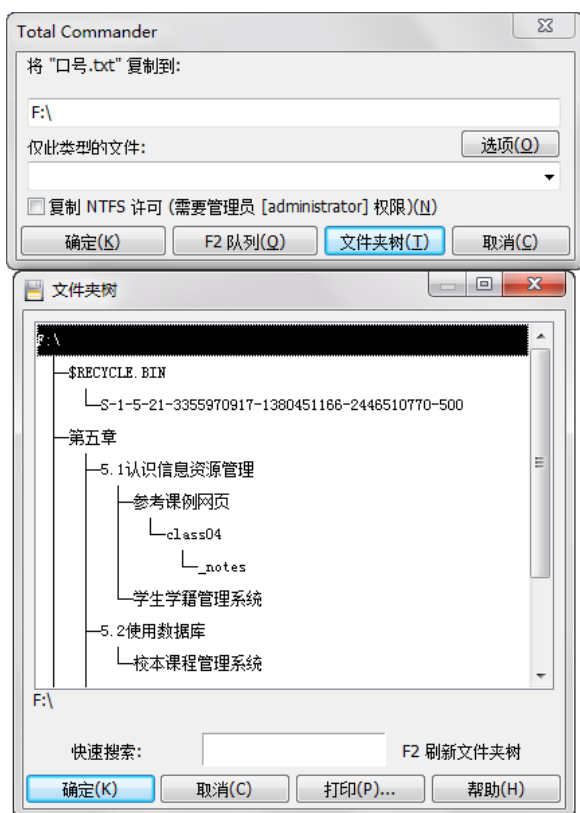 Total Commander
将 "口号.txt" 复制到:
F:\
仅此类型的文件:
选项(O)
复制 NTFS 许可 (需要管理员 [administrator] 权限)(N)
确定(K) F2 队列(Q) 文件夹树(T) 取消(C)
文件夹树
F:\
$RECYCLE.BIN
S-1-5-21-3355970917-1380451166-2446510770-500
第五章
5.1认识信息资源管理
参考课例网页
class04
_notes
学生学籍管理系统
5.2使用数据库
校本课程管理系统
F:\
快速搜索: F2 刷新文件夹树
确定(K) 取消(C) 打印(P)... 帮助(H)